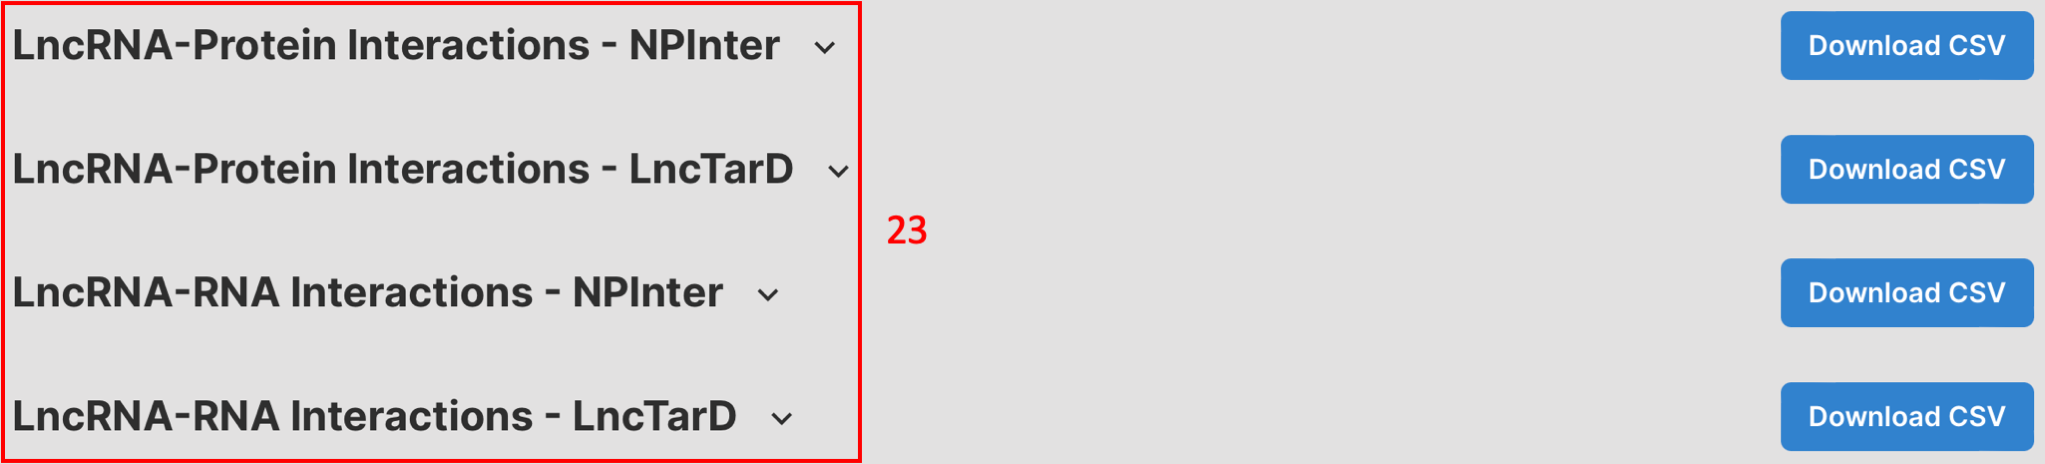 LncRNA-Protein Interactions - NPInter
Download CSV
LncRNA-Protein Interactions - LncTarD
Download CSV
23
LncRNA-RNA Interactions - NPInter
Download CSV
LncRNA-RNA Interactions - LncTarD
Download CSV